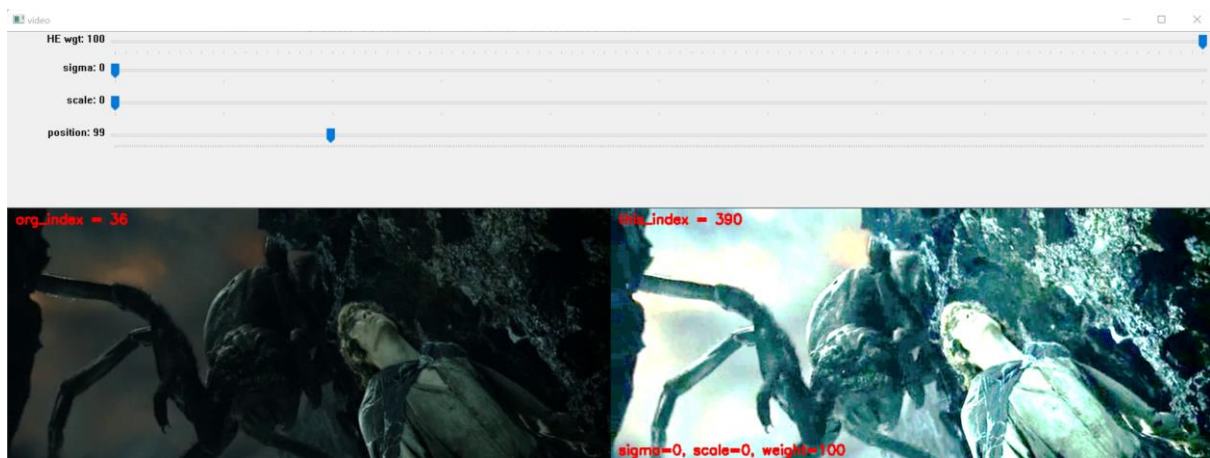 video
HE wgt: 100
sigma: 0
scale: 0
position: 99
org_index = 36
this_index = 390
sigma=0, scale=0, weight=100